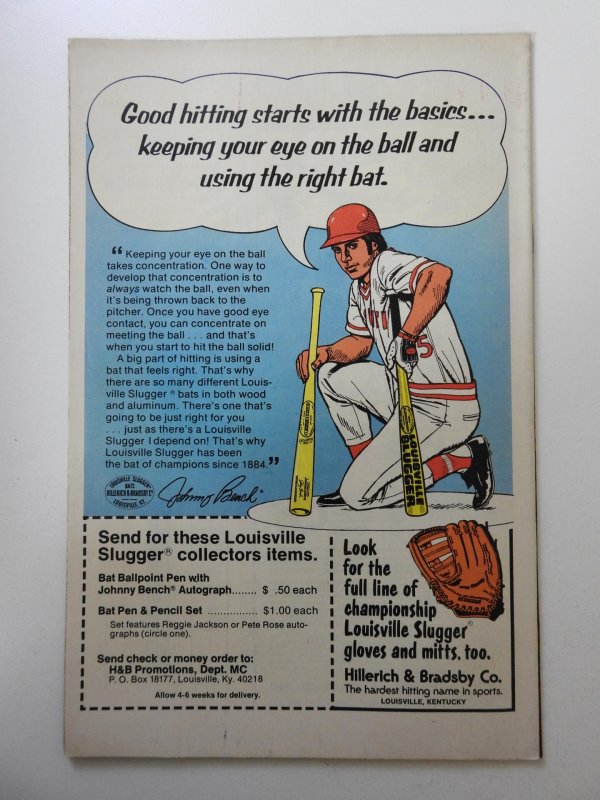 Good hitting starts with the basics...
keeping your eye on the ball and
using the right bat.
“ Keeping your eye on the ball
takes concentration. One way to
develop that concentration is to
always watch the ball, even when
it's being thrown back to the
pitcher. Once you have good eye
contact, you can concentrate on
meeting the ball . . . and that's
when you start to hit the ball solid!
A big part of hitting is using a
bat that feels right. That's why
there are so many different Louis-
ville Slugger ® bats in both wood
and aluminum. There's one that's
going to be just right for you
. . . just as there's a Louisville
Slugger I depend on! That's why
Louisville Slugger has been
the bat of champions since 1884.”
LOUISVILLE SLUGGER
BATS
HILLERICH & BRADSBY Co
LOUISVILLE, KY.
Johnny Bench
5
LOUISVILLE
SLUGGER
Send for these Louisville
Slugger® collectors items.
Bat Ballpoint Pen with
Johnny Bench® Autograph....... $ .50 each
Bat Pen & Pencil Set ................ $1.00 each
Set features Reggie Jackson or Pete Rose auto-
graphs (circle one).
Send check or money order to:
H&B Promotions, Dept. MC
P. O. Box 18177, Louisville, Ky. 40218
Allow 4-6 weeks for delivery.
Look
for the
full line of
championship
Louisville Slugger®
gloves and mitts, too.
Hillerich & Bradsby Co.
The hardest hitting name in sports.
LOUISVILLE, KENTUCKY